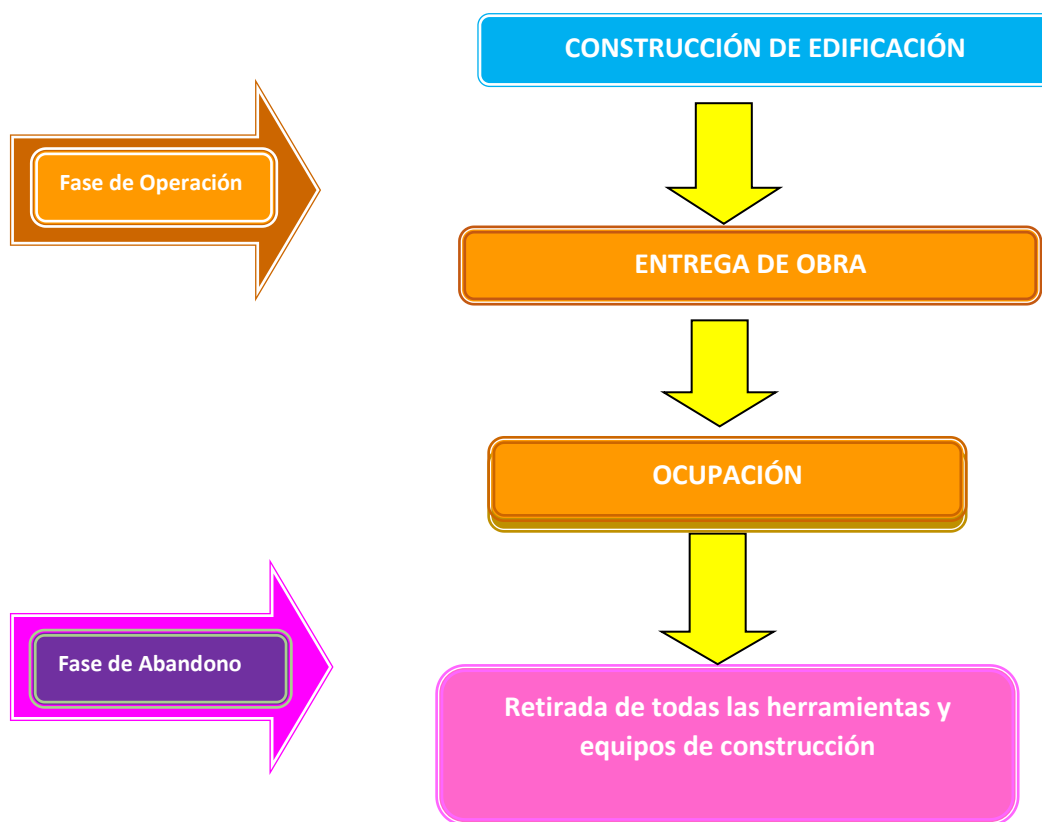 CONSTRUCCIÓN DE EDIFICACIÓN
Fase de Operación
ENTREGA DE OBRA
OCUPACIÓN
Fase de Abandono
Retirada de todas las herramientas y
equipos de construcción